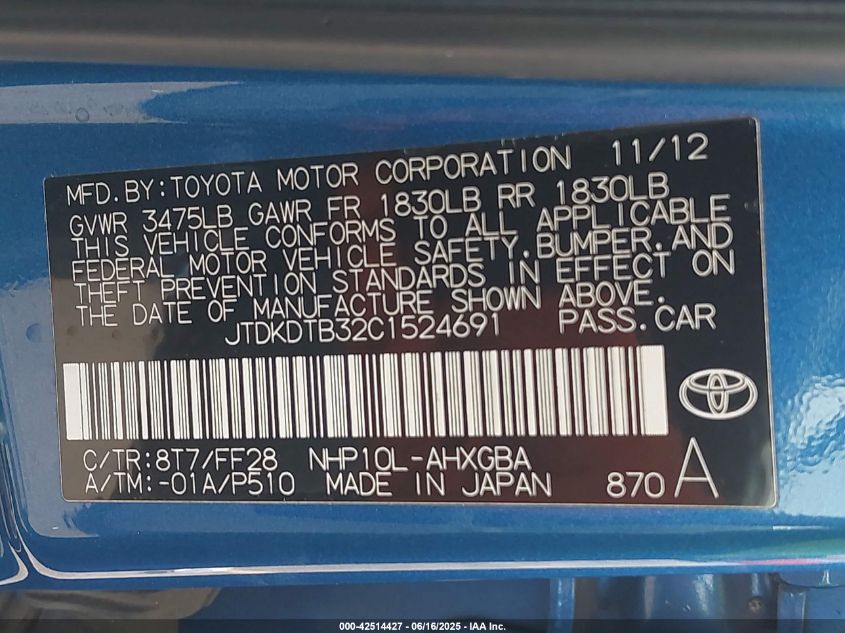 MFD. BY: TOYOTA MOTOR CORPORATION 11/12
GVWR 3475LB GAWR FR 1830LB RR 1830LB
THIS VEHICLE CONFORMS TO ALL APPLICABLE
FEDERAL MOTOR VEHICLE SAFETY, BUMPER, AND
THEFT PREVENTION STANDARDS IN EFFECT ON
THE DATE OF MANUFACTURE SHOWN ABOVE.
JTDKDTB32C1524691 PASS. CAR
C/TR: 8T7/FF28 NHP10L-AHXGBA
A/TM: -01A/P510 MADE IN JAPAN 870 A
000-42514427 - 06/16/2025 - IAA Inc.